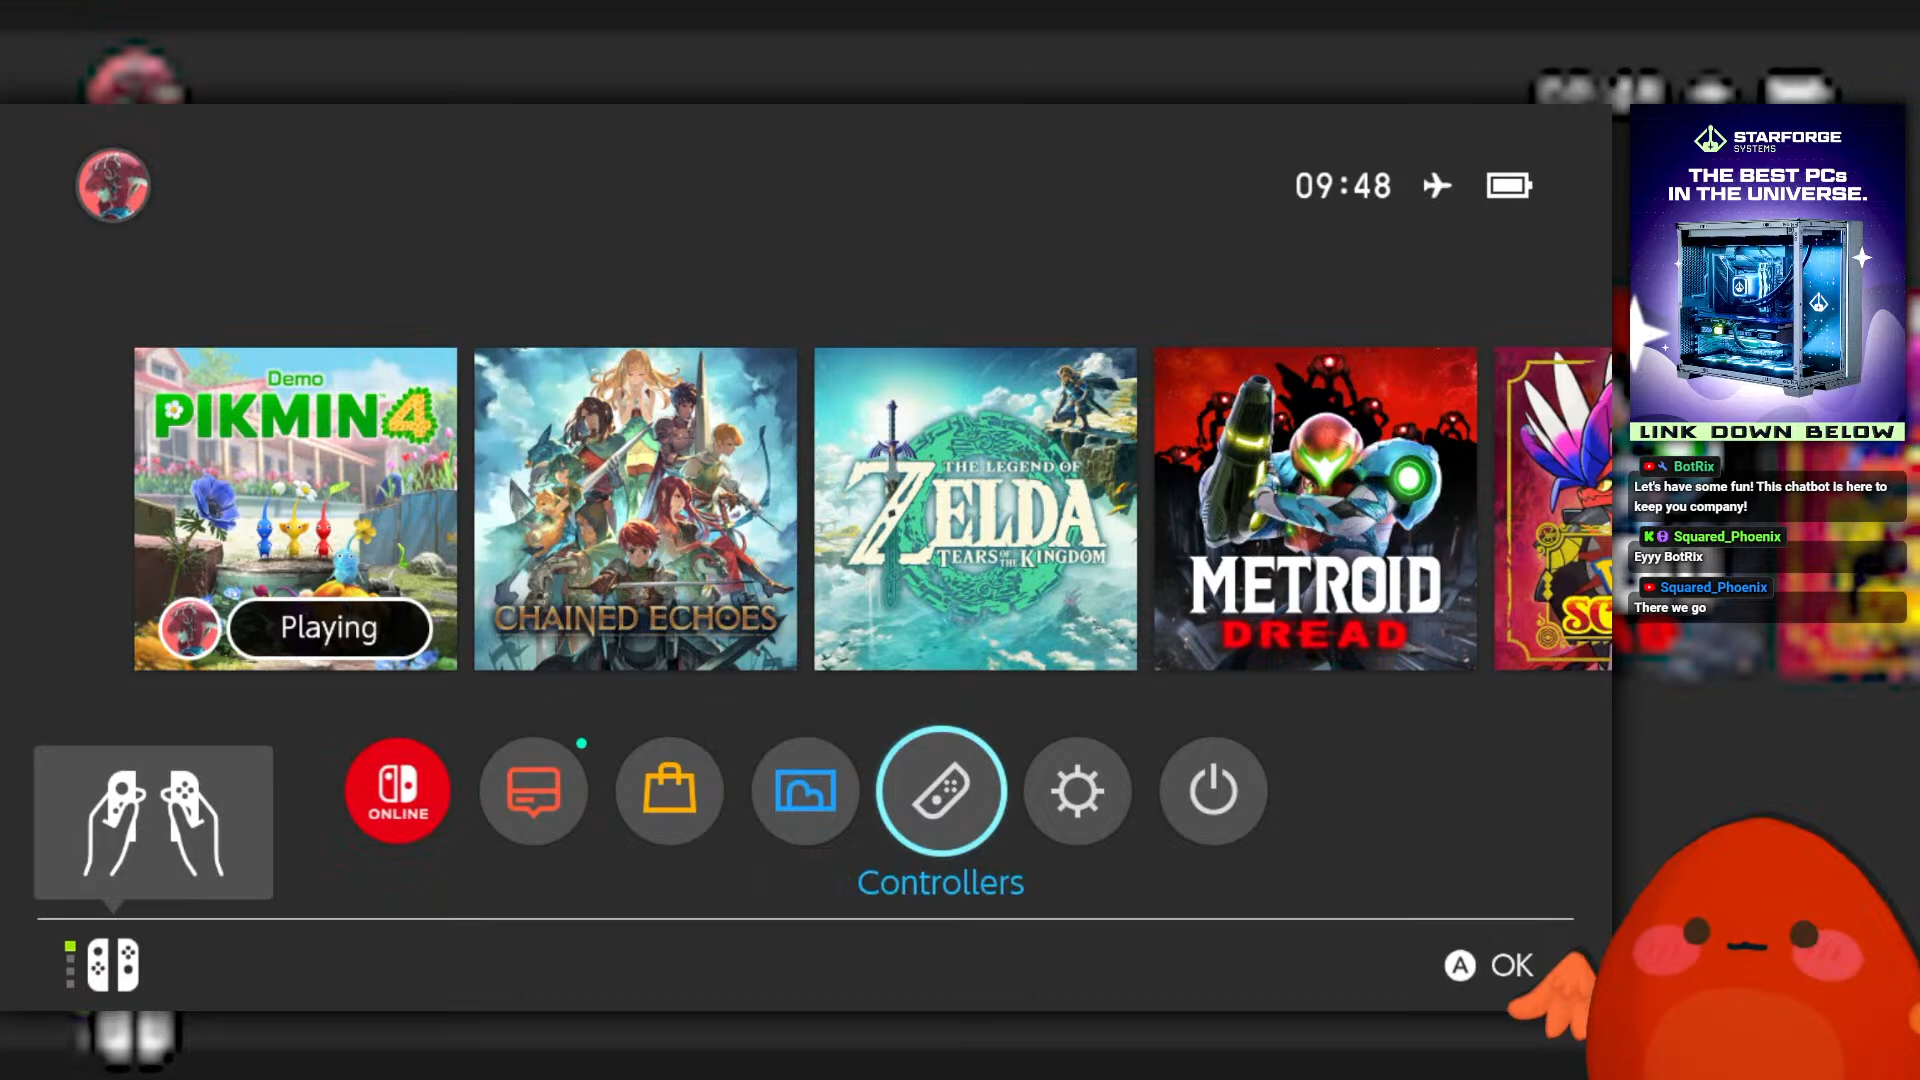 09:48
Demo
PIKMIN 4
Playing
CHAINED ECHOES
THE LEGEND OF
ZELDA
TEARS OF THE KINGDOM
METROID
DREAD
ONLINE
Controllers
A OK
STARFORGE
SYSTEMS
THE BEST PCs
IN THE UNIVERSE.
LINK DOWN BELOW
BotRix
Let's have some fun! This chatbot is here to
keep you company!
Squared_Phoenix
Eyyy BotRix
Squared_Phoenix
There we go